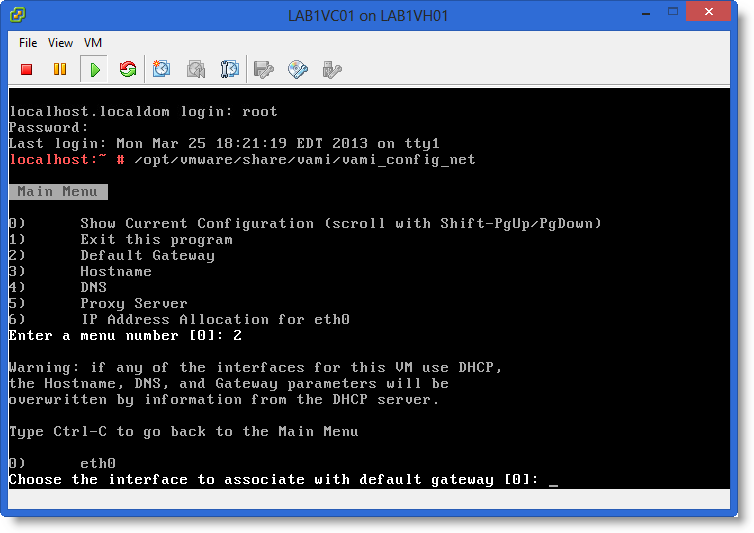 LAB1VC01 on LAB1VH01
File View VM
localhost.localdom login: root
Password:
Last login: Mon Mar 25 18:21:19 EDT 2013 on tty1
localhost:~ # /opt/vmware/share/vami/vami_config_net
Main Menu
0) Show Current Configuration (scroll with Shift-PgUp/PgDown)
1) Exit this program
2) Default Gateway
3) Hostname
4) DNS
5) Proxy Server
6) IP Address Allocation for eth0
Enter a menu number [0]: 2
Warning: if any of the interfaces for this VM use DHCP,
the Hostname, DNS, and Gateway parameters will be
overwritten by information from the DHCP server.
Type Ctrl-C to go back to the Main Menu
0) eth0
Choose the interface to associate with default gateway [0]: _